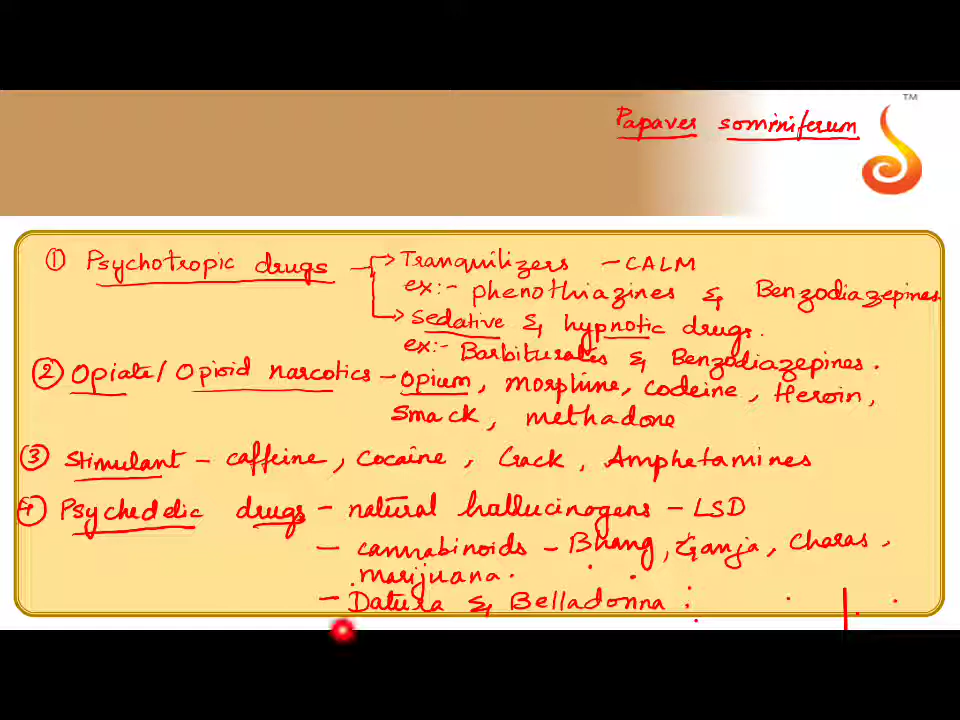 TM
Papaver sominiferum
① Psychotropic drugs → Tranquilizers - CALM
ex:- phenothiazines & Benzodiazepines
→ Sedative & hypnotic drugs.
ex:- Barbiturates & Benzodiazepines.
② Opiate/Opioid narcotics - opium, morphine, codeine, Heroin,
Smack, methadone
③ Stimulant - caffeine, Cocaine, Crack, Amphetamines
④ Psychedelic drugs - natural hallucinogens - LSD
- cannabinoids - Bhang, Ganja, Charas,
marijuana.
- Datura & Belladonna